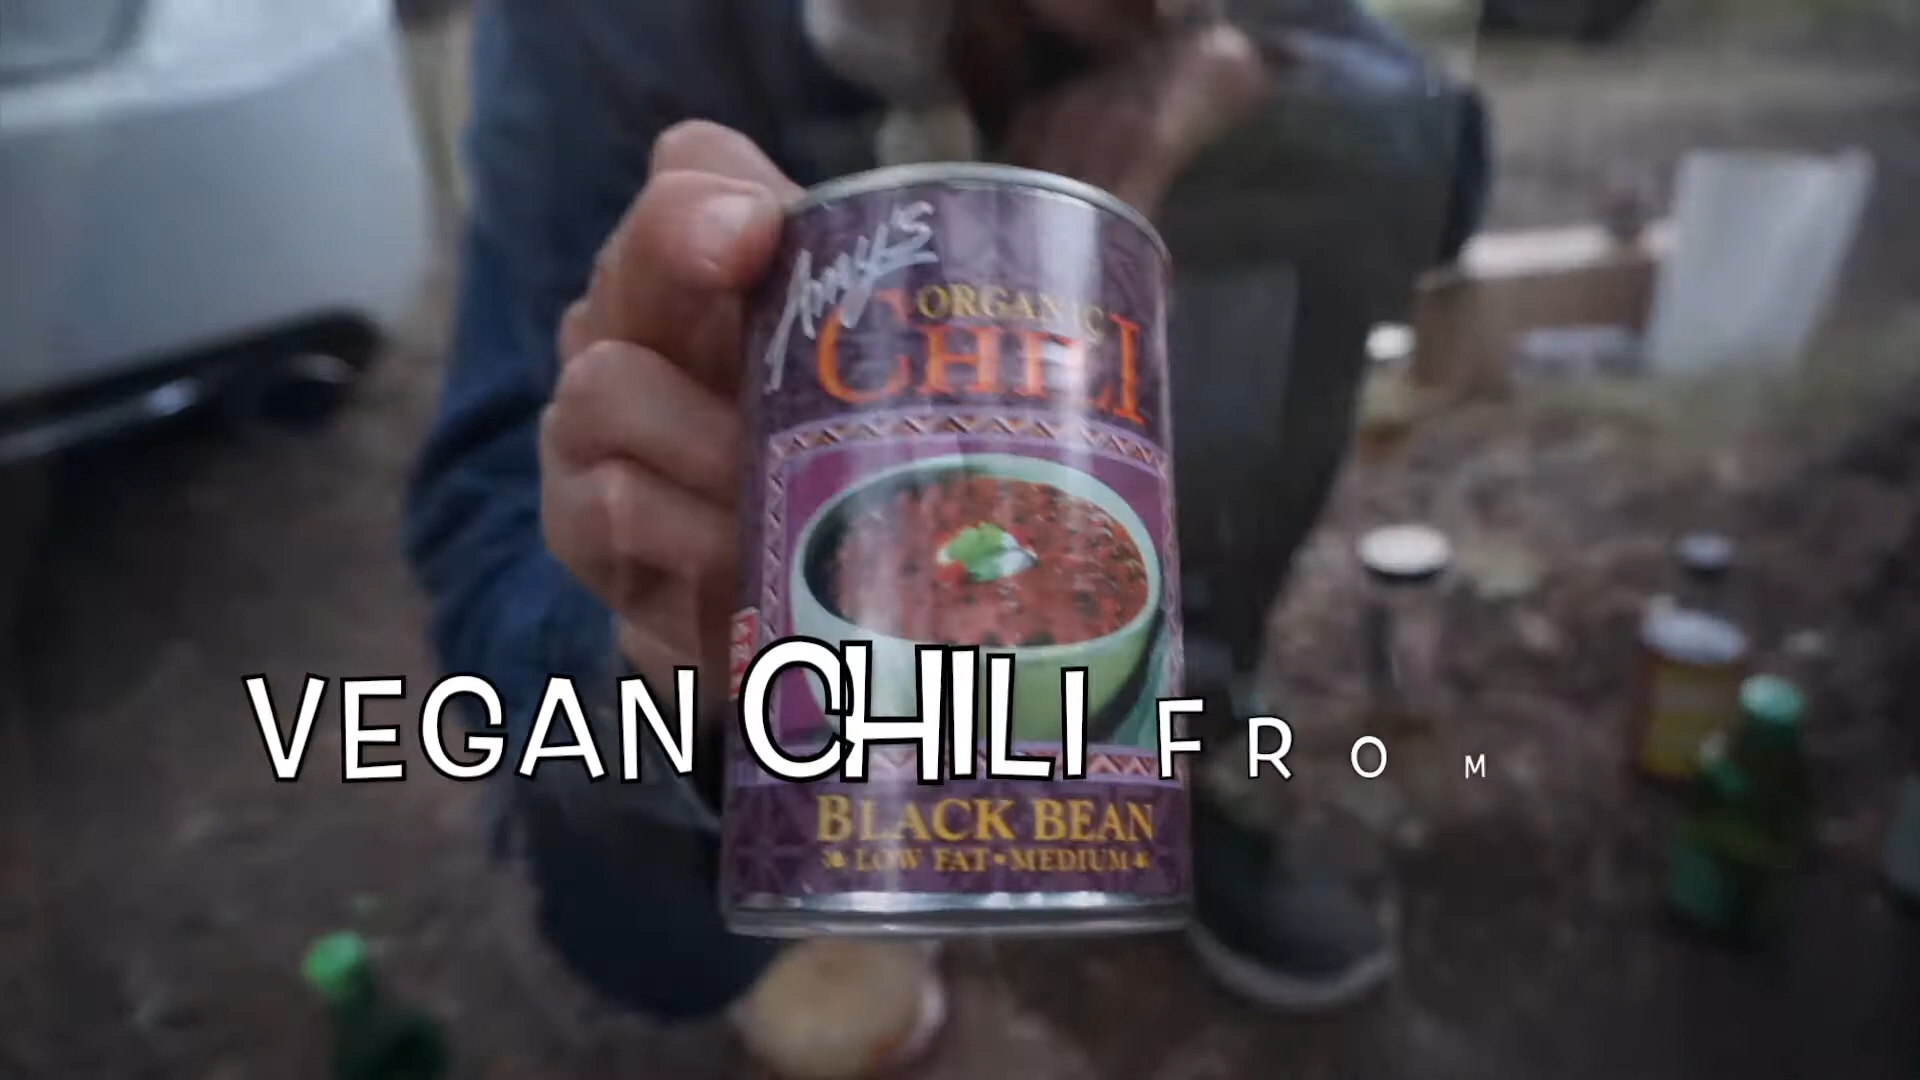 Amy's
ORGANIC
CHILI
VEGAN CHILI FROM
BLACK BEAN
LOW FAT • MEDIUM